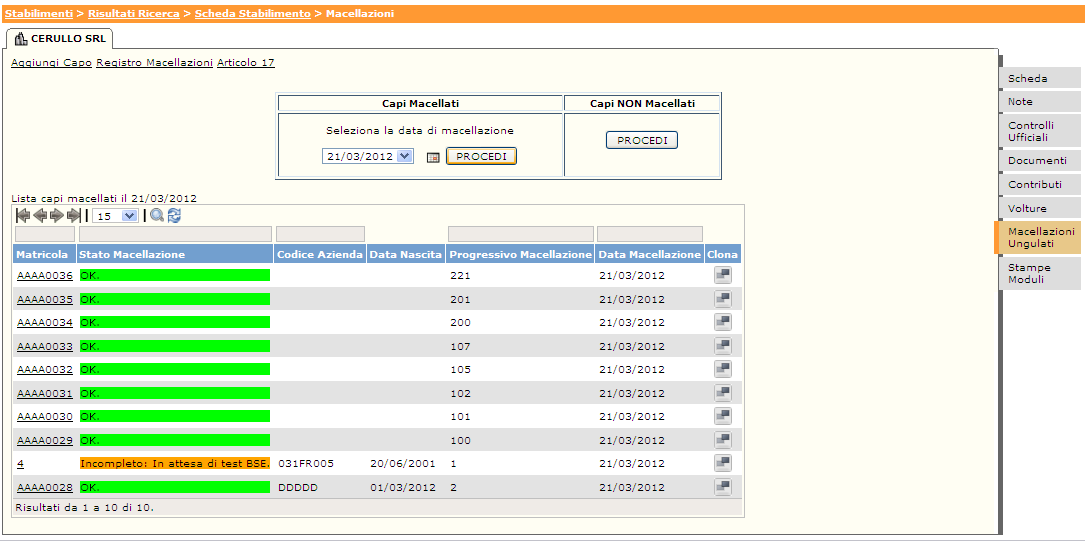 Stabilimenti > Risultati Ricerca > Scheda Stabilimento > Macellazioni
CERULLO SRL
Aggiungi Capo Registro Macellazioni Articolo 17
Capi Macellati Capi NON Macellati
Seleziona la data di macellazione
21/03/2012 PROCEDI PROCEDI
Lista capi macellati il 21/03/2012
15
Matricola Stato Macellazione Codice Azienda Data Nascita Progressivo Macellazione Data Macellazione Clona
AAAA0036 OK. 221 21/03/2012
AAAA0035 OK. 201 21/03/2012
AAAA0034 OK. 200 21/03/2012
AAAA0033 OK. 107 21/03/2012
AAAA0032 OK. 105 21/03/2012
AAAA0031 OK. 102 21/03/2012
AAAA0030 OK. 101 21/03/2012
AAAA0029 OK. 100 21/03/2012
4 Incompleto: In attesa di test BSE. 031FR005 20/06/2001 1 21/03/2012
AAAA0028 OK. DDDDD 01/03/2012 2 21/03/2012
Risultati da 1 a 10 di 10.
Scheda
Note
Controlli
Ufficiali
Documenti
Contributi
Volture
Macellazioni
Ungulati
Stampe
Moduli